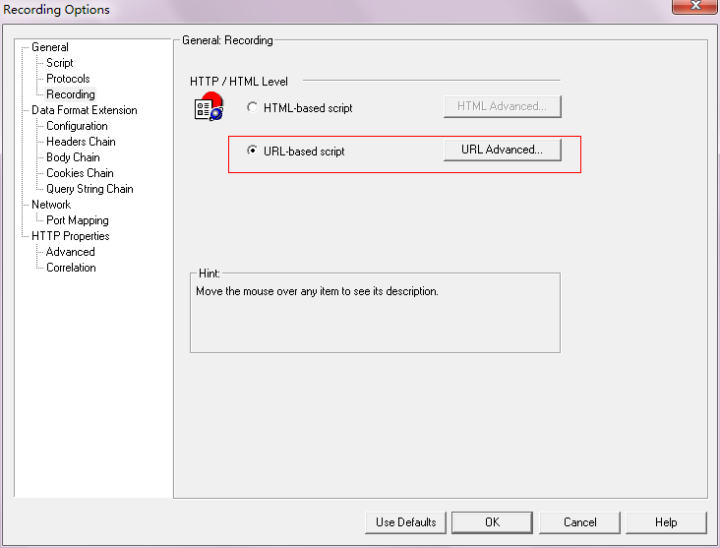 Recording Options
General
Script
Protocols
Recording
Data Format Extension
Configuration
Headers Chain
Body Chain
Cookies Chain
Query String Chain
Network
Port Mapping
HTTP Properties
Advanced
Correlation
General: Recording
HTTP / HTML Level
HTML-based script
HTML Advanced...
URL-based script
URL Advanced...
Hint:
Move the mouse over any item to see its description.
Use Defaults
OK
Cancel
Help